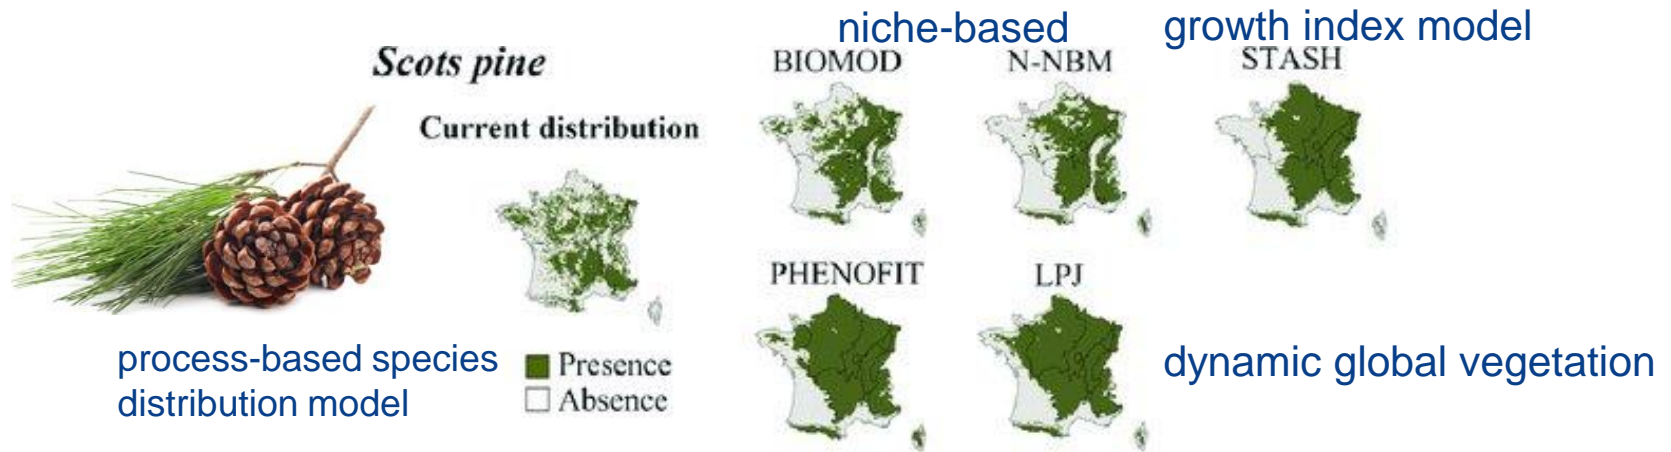 niche-based
growth index model
Scots pine
BIOMOD
N-NBM
STASH
Current distribution
PHENOFIT
LPJ
process-based species
distribution model
Presence
Absence
dynamic global vegetation